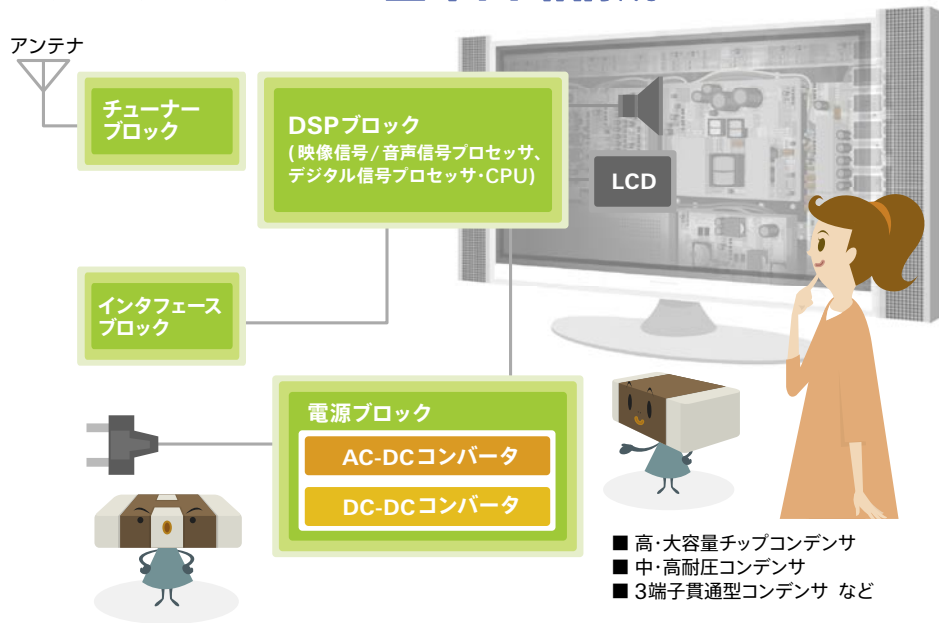 アンテナ
チューナー
ブロック
DSPブロック
(映像信号/音声信号プロセッサ、
デジタル信号プロセッサ・CPU)
LCD
インタフェース
ブロック
電源ブロック
AC-DCコンバータ
DC-DCコンバータ
■ 高・大容量チップコンデンサ
■ 中・高耐圧コンデンサ
■ 3端子貫通型コンデンサ など